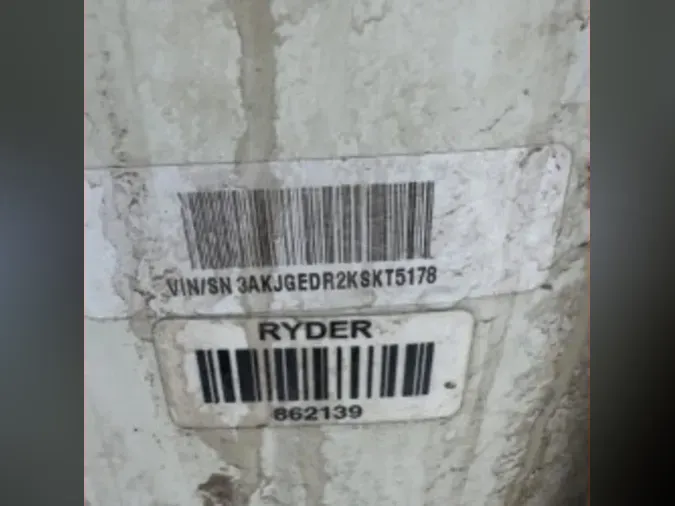 VIN/SN 3AKJGEDR2KSKT5178
RYDER
862139